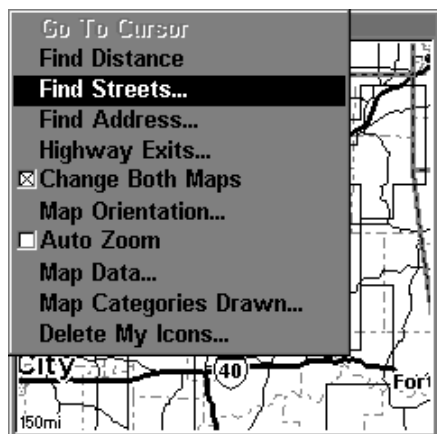 Go To Cursor
Find Distance
Find Streets...
Find Address...
Highway Exits...
Change Both Maps
Map Orientation...
Auto Zoom
Map Data...
Map Categories Drawn...
Delete My Icons...
City
40
Fort
150mi